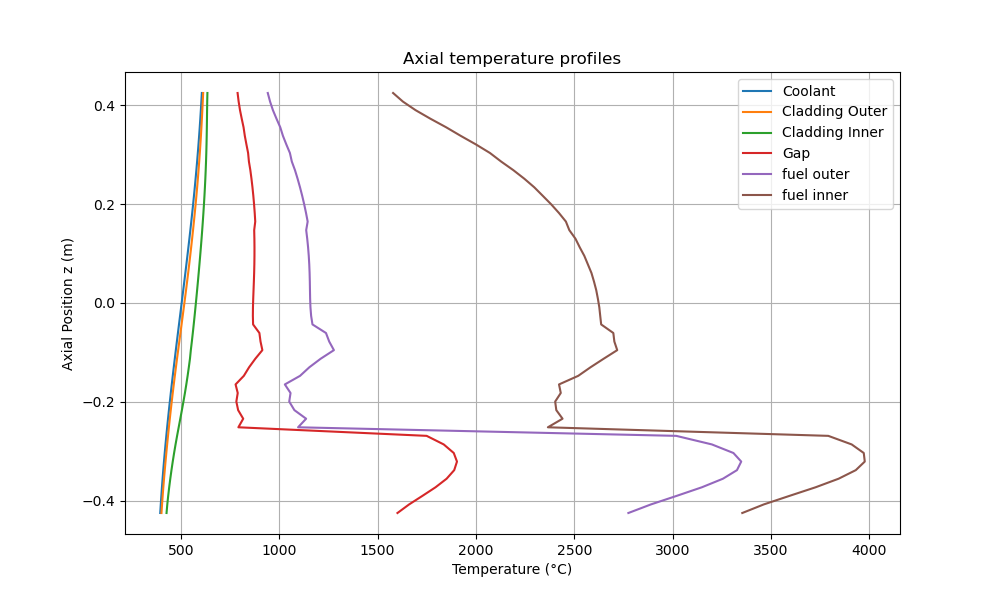 Axial temperature profiles
Coolant
Cladding Outer
Cladding Inner
Gap
fuel outer
fuel inner
0.4
0.2
0.0
−0.2
−0.4
Axial Position z (m)
500 1000 1500 2000 2500 3000 3500 4000
Temperature (°C)